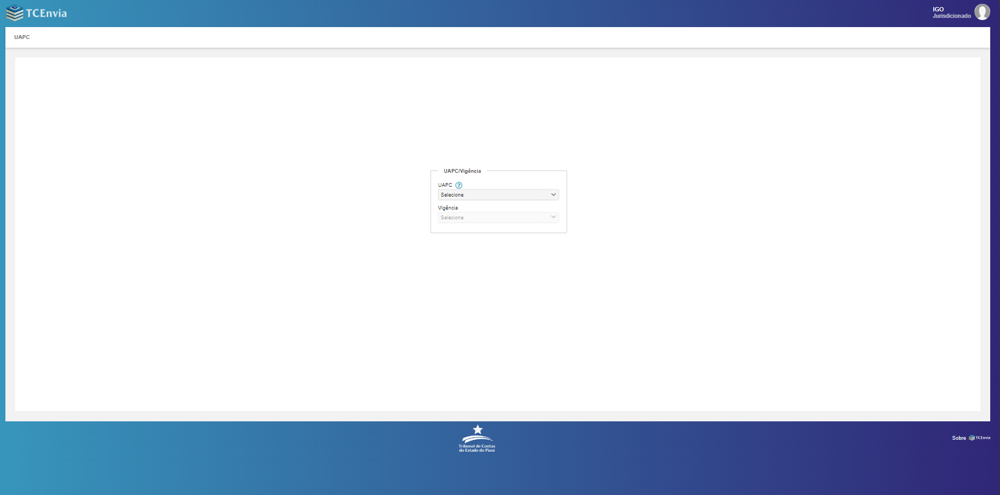 TCEnvia
IGO
Jurisdicionado
UAPC
UAPC/Vigência
UAPC ?
Selecione
Vigência
Selecione
Tribunal de Contas
do Estado do Piauí
Sobre TCEnvia